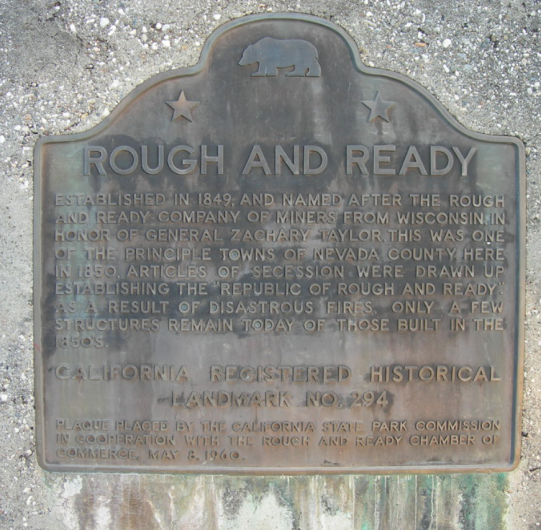 ROUGH AND READY
ESTABLISHED IN 1849, AND NAMED AFTER THE ROUGH
AND READY COMPANY OF MINERS FROM WISCONSIN, IN
HONOR OF GENERAL ZACHARY TAYLOR. THIS WAS ONE
OF THE PRINCIPLE TOWNS OF NEVADA COUNTY. HERE
IN 1850, ARTICLES OF SECESSION WERE DRAWN UP
ESTABLISHING THE "REPUBLIC OF ROUGH AND READY."
AS A RESULT OF DISASTROUS FIRES, ONLY A FEW
STRUCTURES REMAIN TODAY OF THOSE BUILT IN THE
1850'S.
CALIFORNIA REGISTERED HISTORICAL
LANDMARK NO. 294
PLAQUE PLACED BY THE CALIFORNIA STATE PARK COMMISSION
IN COOPERATION WITH THE ROUGH AND READY CHAMBER OF
COMMERCE, MAY 8, 1960.